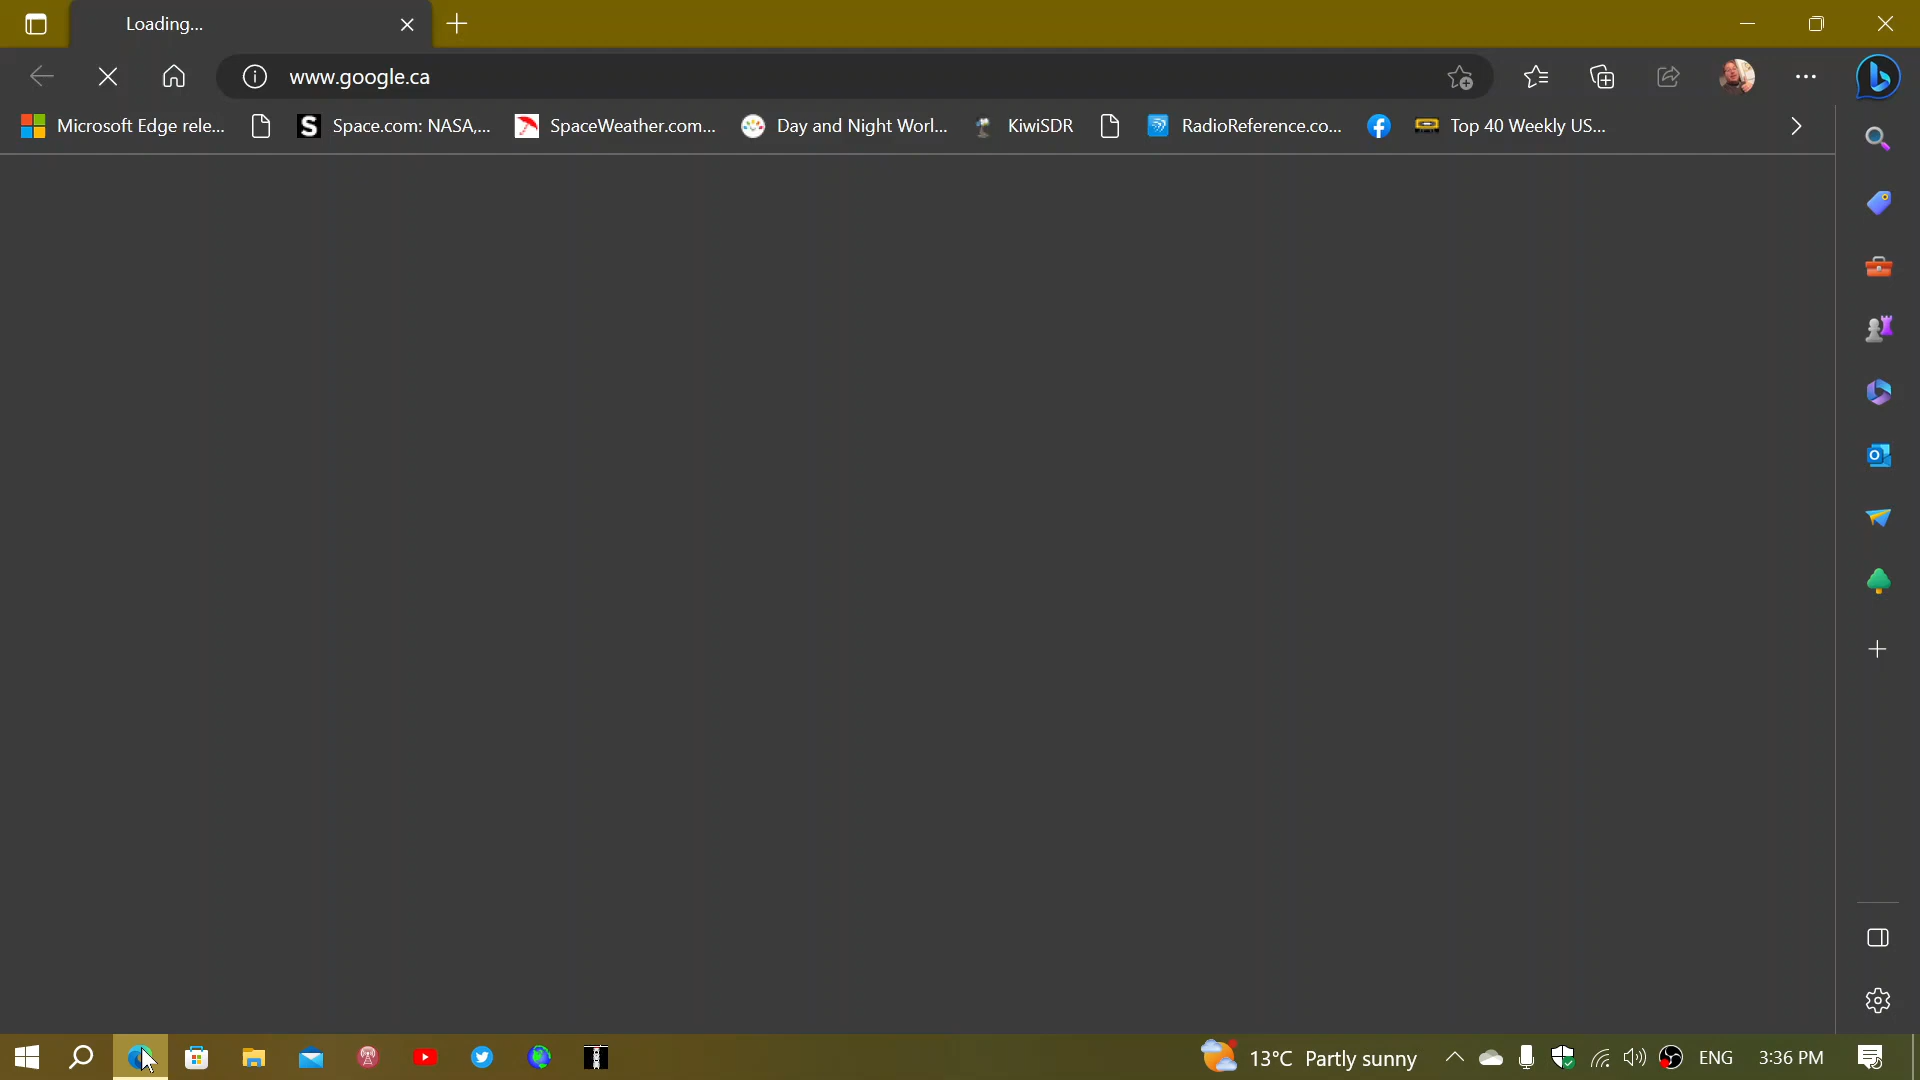 Loading...
www.google.ca
Microsoft Edge rele...
S Space.com: NASA,...
SpaceWeather.com...
Day and Night Worl...
KiwiSDR
RadioReference.co...
Top 40 Weekly US...
13°C Partly sunny
ENG
3:36 PM